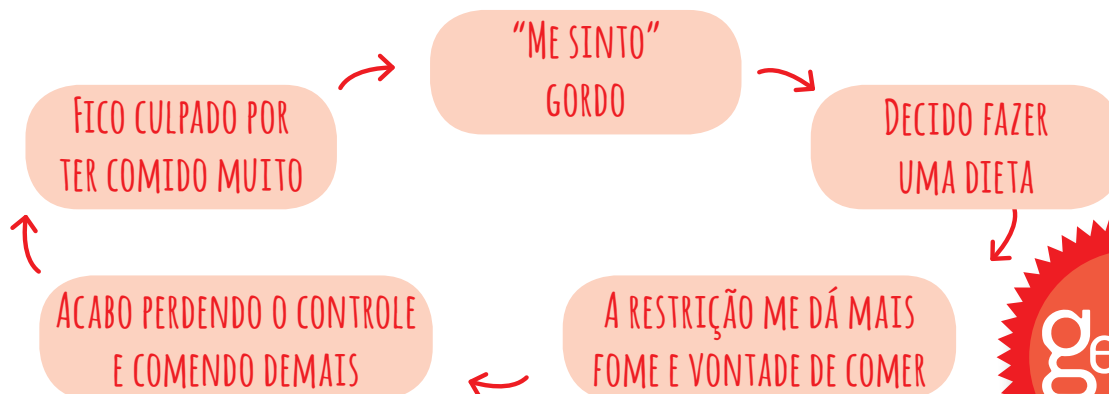 “Me sinto”
gordo
Decido fazer
uma dieta
A restrição me dá mais
fome e vontade de comer
Acabo perdendo o controle
e comendo demais
Fico culpado por
ter comido muito